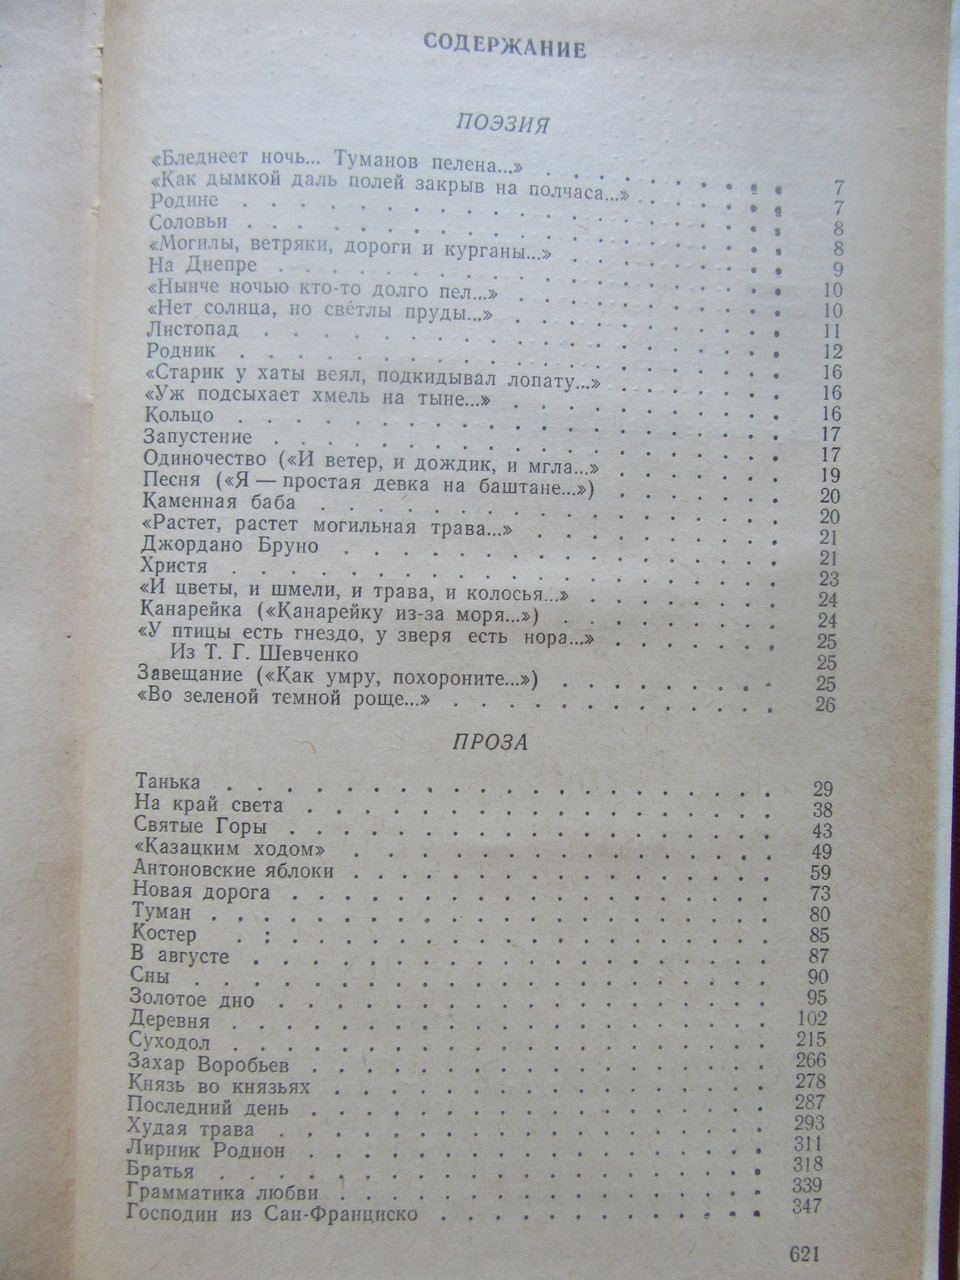 СОДЕРЖАНИЕ
ПОЭЗИЯ
«Бледнеет ночь... Туманов пелена...» . . . . . . . . 7
«Как дымкой даль полей закрыв на полчаса...» . . . . . . 7
Родине . . . . . . . . . . . . . . . . . . 8
Соловьи . . . . . . . . . . . . . . . . . . 8
«Могилы, ветряки, дороги и курганы...» . . . . . . . . 9
На Днепре . . . . . . . . . . . . . . . . . 10
«Нынче ночью кто-то долго пел...» . . . . . . . . . 10
«Нет солнца, но све́тлы пруды...» . . . . . . . . . 11
Листопад . . . . . . . . . . . . . . . . . 12
Родник . . . . . . . . . . . . . . . . . . 16
«Старик у хаты веял, подкидывал лопату...» . . . . . . 16
«Уж подсыхает хмель на тыне...» . . . . . . . . . 16
Кольцо . . . . . . . . . . . . . . . . . . 17
Запустение . . . . . . . . . . . . . . . . 17
Одиночество («И ветер, и дождик, и мгла...» . . . . . . 19
Песня («Я — простая девка на баштане...») . . . . . . 20
Каменная баба . . . . . . . . . . . . . . . 20
«Растет, растет могильная трава...» . . . . . . . . 21
Джордано Бруно . . . . . . . . . . . . . . 21
Христя . . . . . . . . . . . . . . . . . . 23
«И цветы, и шмели, и трава, и колосья...» . . . . . . 24
Канарейка («Канарейку из-за моря...») . . . . . . . . 24
«У птицы есть гнездо, у зверя есть нора...» . . . . . . 25
Из Т. Г. Шевченко 25
Завещание («Как умру, похороните...») . . . . . . . . 25
«Во зеленой темной роще...» . . . . . . . . . . . 26
ПРОЗА
Танька . . . . . . . . . . . . . . . . . . 29
На край света . . . . . . . . . . . . . . . 38
Святые Горы . . . . . . . . . . . . . . . . 43
«Казацким ходом» . . . . . . . . . . . . . . 49
Антоновские яблоки . . . . . . . . . . . . . . 59
Новая дорога . . . . . . . . . . . . . . . . 73
Туман . . . . . . . . . . . . . . . . . . 80
Костер . . . . . . . . . . . . . . . . . . 85
В августе . . . . . . . . . . . . . . . . . 87
Сны . . . . . . . . . . . . . . . . . . . 90
Золотое дно . . . . . . . . . . . . . . . . 95
Деревня . . . . . . . . . . . . . . . . . . 102
Суходол . . . . . . . . . . . . . . . . . . 215
Захар Воробьев . . . . . . . . . . . . . . . 266
Князь во князьях . . . . . . . . . . . . . . 278
Последний день . . . . . . . . . . . . . . . 287
Худая трава . . . . . . . . . . . . . . . . 293
Лирник Родион . . . . . . . . . . . . . . . 311
Братья . . . . . . . . . . . . . . . . . . 318
Грамматика любви . . . . . . . . . . . . . . 339
Господин из Сан-Франциско . . . . . . . . . . . 347
621